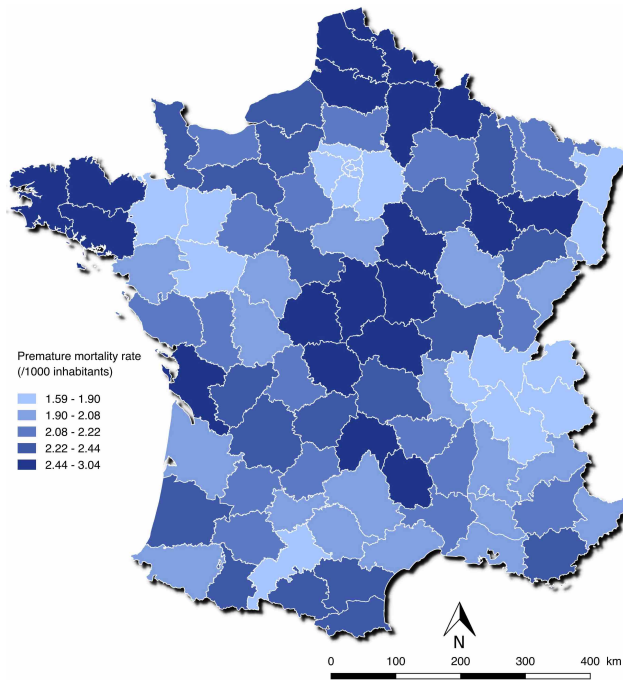 Premature mortality rate
(/1000 inhabitants)
1.59 - 1.90
1.90 - 2.08
2.08 - 2.22
2.22 - 2.44
2.44 - 3.04
N
0 100 200 300 400 km